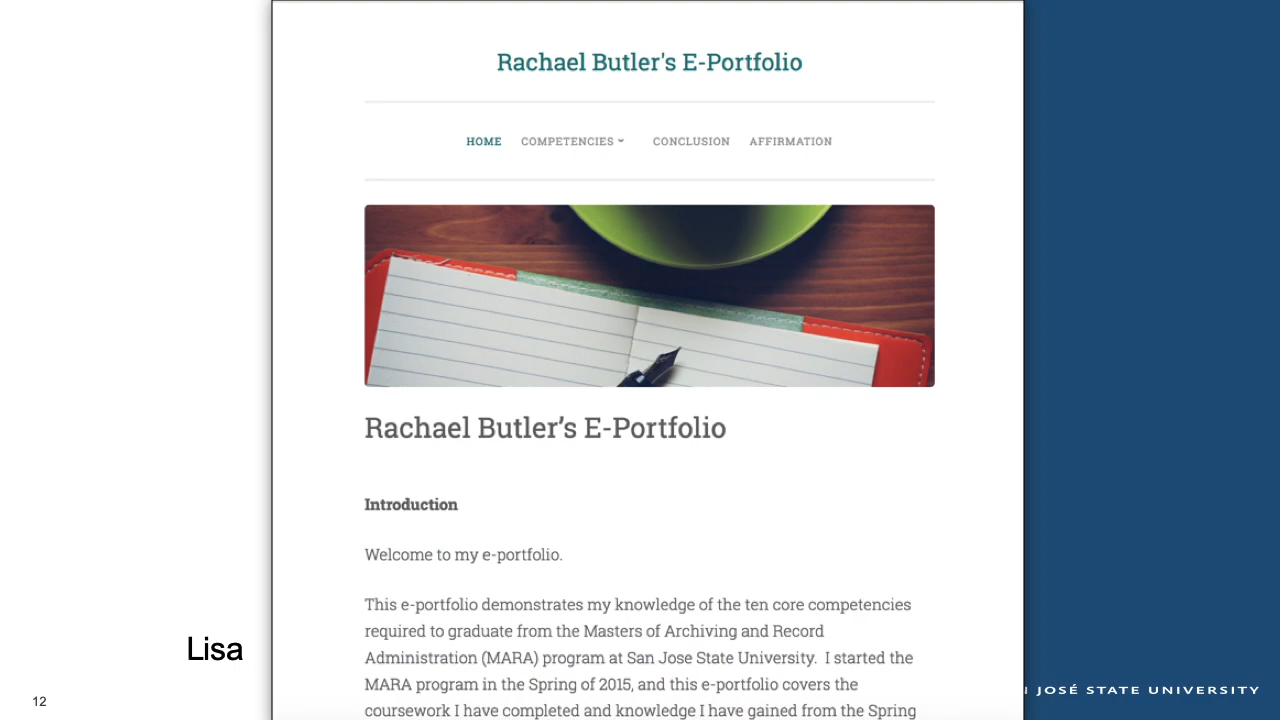 Rachael Butler's E-Portfolio
HOME COMPETENCIES CONCLUSION AFFIRMATION
Rachael Butler’s E-Portfolio
Introduction
Welcome to my e-portfolio.
This e-portfolio demonstrates my knowledge of the ten core competencies
required to graduate from the Masters of Archiving and Record
Administration (MARA) program at San Jose State University.  I started the
MARA program in the Spring of 2015, and this e-portfolio covers the
coursework I have completed and knowledge I have gained from the Spring
Lisa
12
JOSÉ STATE UNIVERSITY